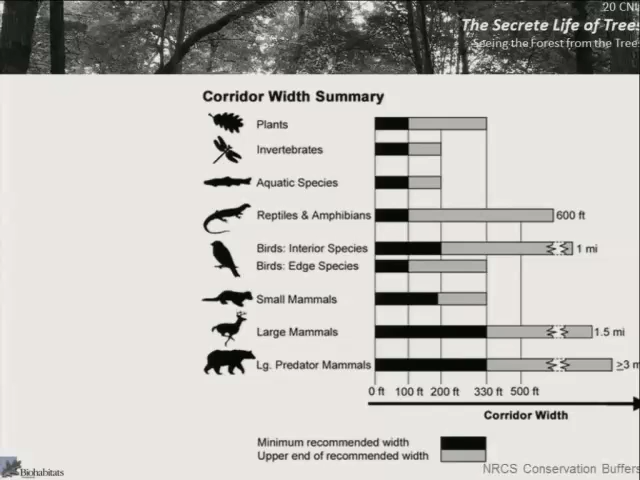 20 CNL
The Secrete Life of Trees
Seeing the Forest from the Tree
Corridor Width Summary
Plants
Invertebrates
Aquatic Species
Reptiles & Amphibians 600 ft
Birds: Interior Species 1 mi
Birds: Edge Species
Small Mammals
Large Mammals 1.5 mi
Lg. Predator Mammals ≥3 m
0 ft 100 ft 200 ft 330 ft 500 ft
Corridor Width
Minimum recommended width
Upper end of recommended width
Biohabitats
NRCS Conservation Buffers